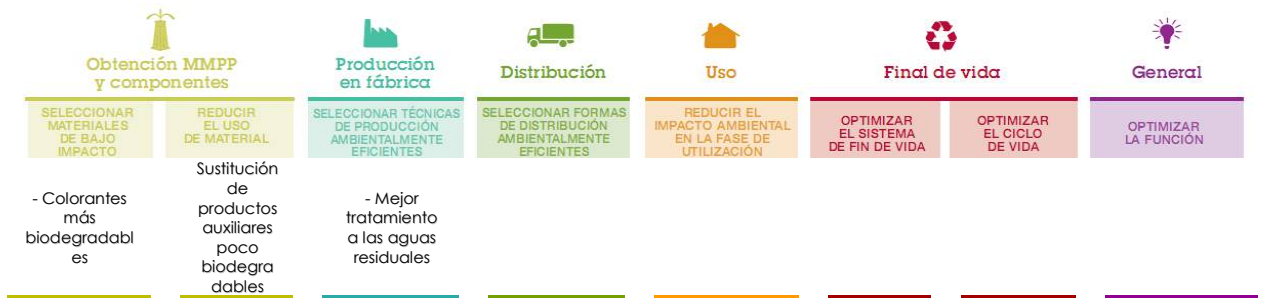 Obtención MMPP
y componentes
Producción
en fábrica
Distribución
Uso
Final de vida
General
SELECCIONAR
MATERIALES
DE BAJO
IMPACTO
REDUCIR
EL USO
DE MATERIAL
SELECCIONAR TÉCNICAS
DE PRODUCCIÓN
AMBIENTALMENTE
EFICIENTES
SELECCIONAR FORMAS
DE DISTRIBUCIÓN
AMBIENTALMENTE
EFICIENTES
REDUCIR EL
IMPACTO AMBIENTAL
EN LA FASE DE
UTILIZACIÓN
OPTIMIZAR
EL SISTEMA
DE FIN DE VIDA
OPTIMIZAR
EL CICLO
DE VIDA
OPTIMIZAR
LA FUNCIÓN
- Colorantes
más
biodegradabl
es
Sustitución
de
productos
auxiliares
poco
biodegra
dables
- Mejor
tratamiento
a las aguas
residuales